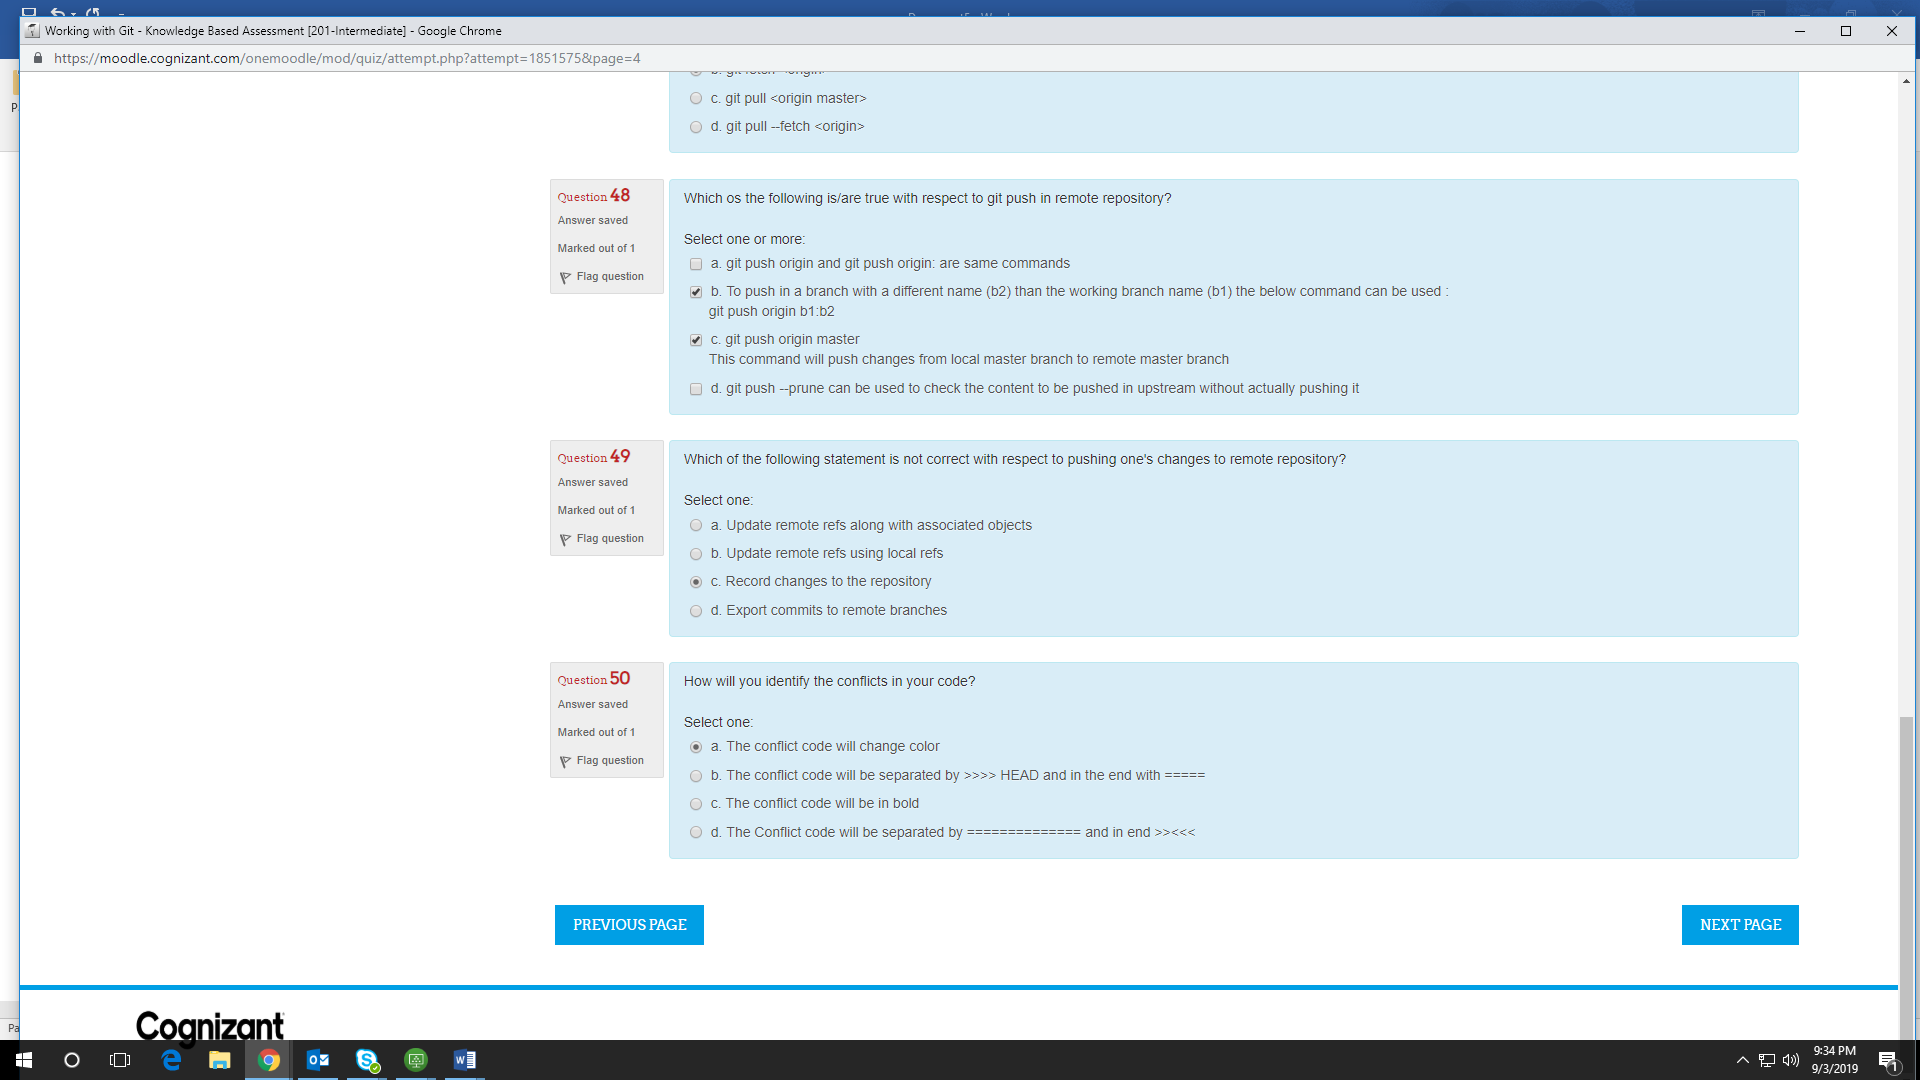 Working with Git - Knowledge Based Assessment [201-Intermediate] - Google Chrome
https://moodle.cognizant.com/onemoodle/mod/quiz/attempt.php?attempt=1851575&page=4
c. git pull <origin master>
d. git pull --fetch <origin>
Question 48
Answer saved
Marked out of 1
Flag question
Which os the following is/are true with respect to git push in remote repository?
Select one or more:
a. git push origin and git push origin: are same commands
b. To push in a branch with a different name (b2) than the working branch name (b1) the below command can be used :
git push origin b1:b2
c. git push origin master
This command will push changes from local master branch to remote master branch
d. git push --prune can be used to check the content to be pushed in upstream without actually pushing it
Question 49
Answer saved
Marked out of 1
Flag question
Which of the following statement is not correct with respect to pushing one's changes to remote repository?
Select one:
a. Update remote refs along with associated objects
b. Update remote refs using local refs
c. Record changes to the repository
d. Export commits to remote branches
Question 50
Answer saved
Marked out of 1
Flag question
How will you identify the conflicts in your code?
Select one:
a. The conflict code will change color
b. The conflict code will be separated by >>>> HEAD and in the end with =====
c. The conflict code will be in bold
d. The Conflict code will be separated by ============== and in end >><<<
PREVIOUS PAGE
NEXT PAGE
Cognizant
9:34 PM
9/3/2019
1